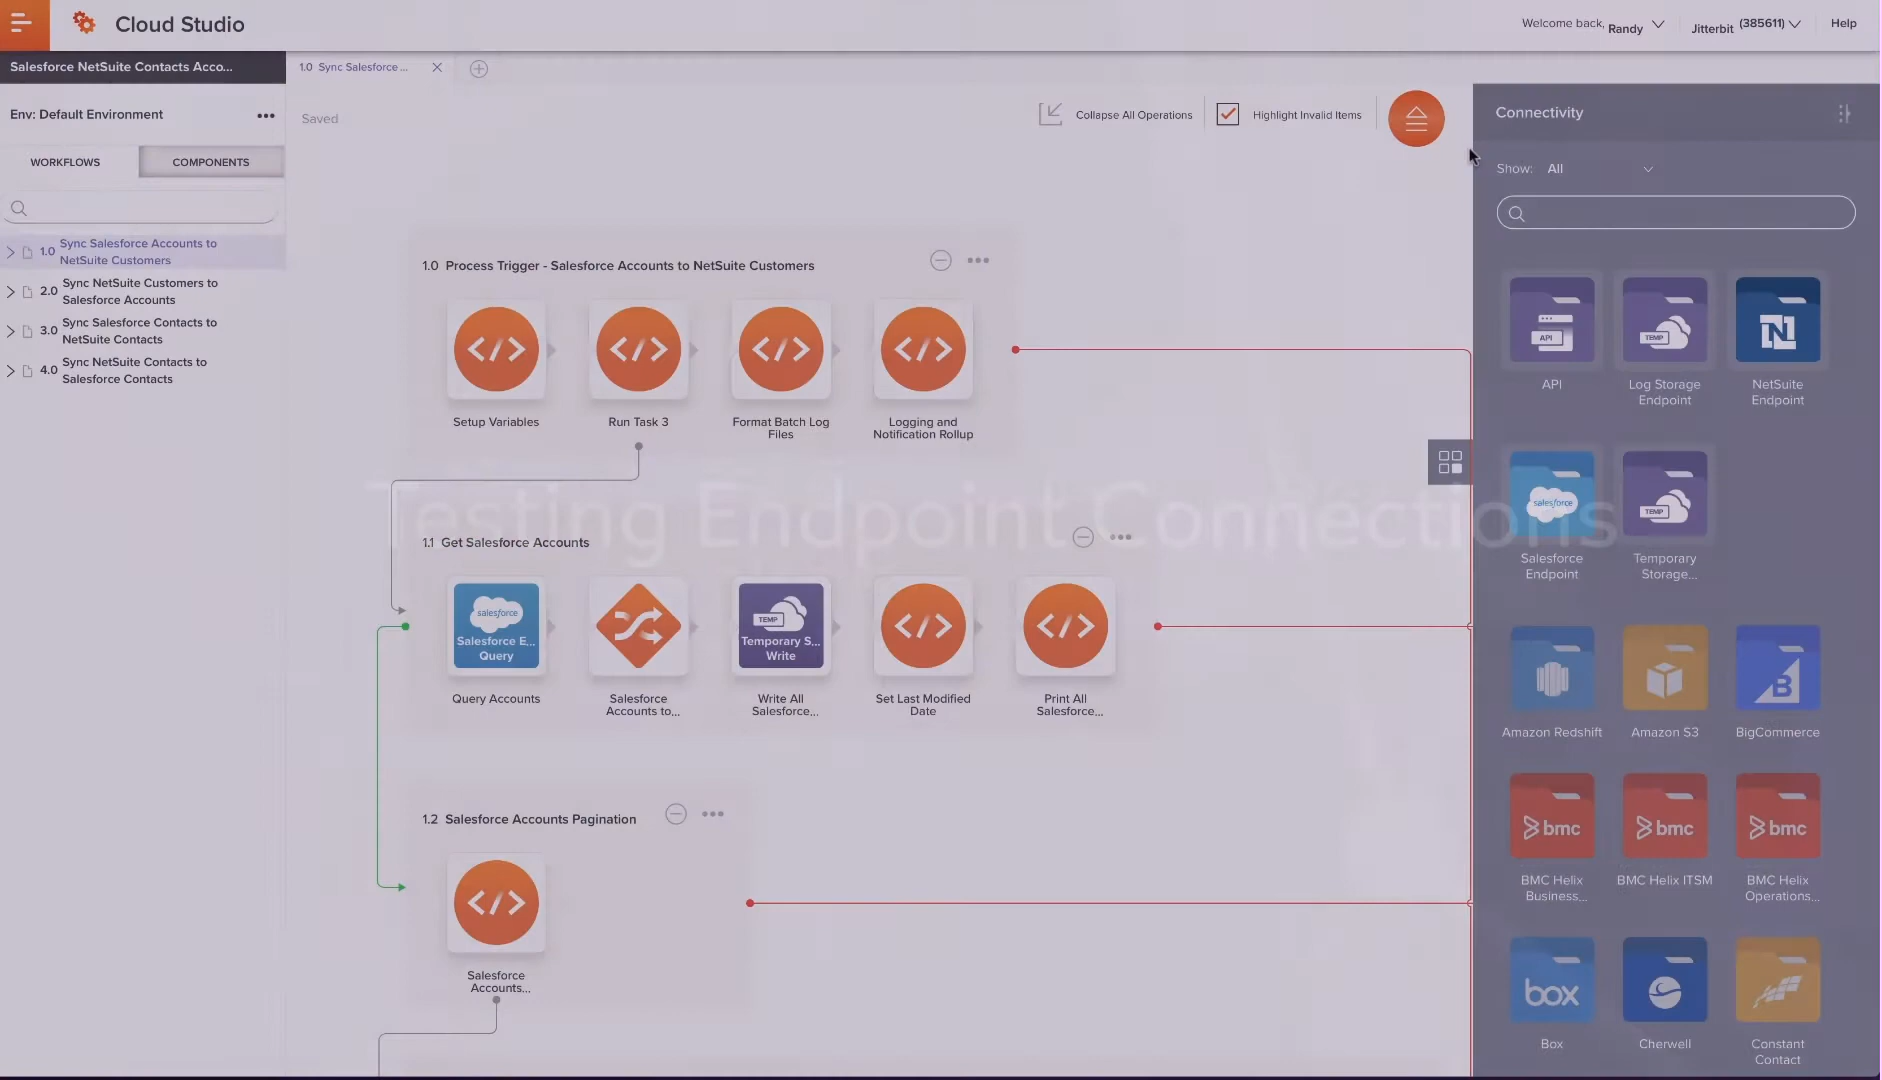 Cloud Studio
Welcome back, Randy
Jitterbit (385611)
Help
Salesforce NetSuite Contacts Acco...
1.0 Sync Salesforce ...
Env: Default Environment
Saved
Collapse All Operations
Highlight Invalid Items
Connectivity
WORKFLOWS
COMPONENTS
Show: All
1.0 Sync Salesforce Accounts to
NetSuite Customers
2.0 Sync NetSuite Customers to
Salesforce Accounts
3.0 Sync Salesforce Contacts to
NetSuite Contacts
4.0 Sync NetSuite Contacts to
Salesforce Contacts
1.0 Process Trigger - Salesforce Accounts to NetSuite Customers
Setup Variables
Run Task 3
Format Batch Log
Files
Logging and
Notification Rollup
Testing Endpoint Connections
1.1 Get Salesforce Accounts
salesforce
Salesforce E...
Query
TEMP
Temporary S...
Write
Query Accounts
Salesforce
Accounts to...
Write All
Salesforce...
Set Last Modified
Date
Print All
Salesforce...
1.2 Salesforce Accounts Pagination
Salesforce
Accounts...
API
API
TEMP
Log Storage
Endpoint
N
NetSuite
Endpoint
salesforce
Salesforce
Endpoint
TEMP
Temporary
Storage...
Amazon Redshift
Amazon S3
B
BigCommerce
bmc
BMC Helix
Business...
bmc
BMC Helix ITSM
bmc
BMC Helix
Operations...
box
Box
Cherwell
Constant
Contact